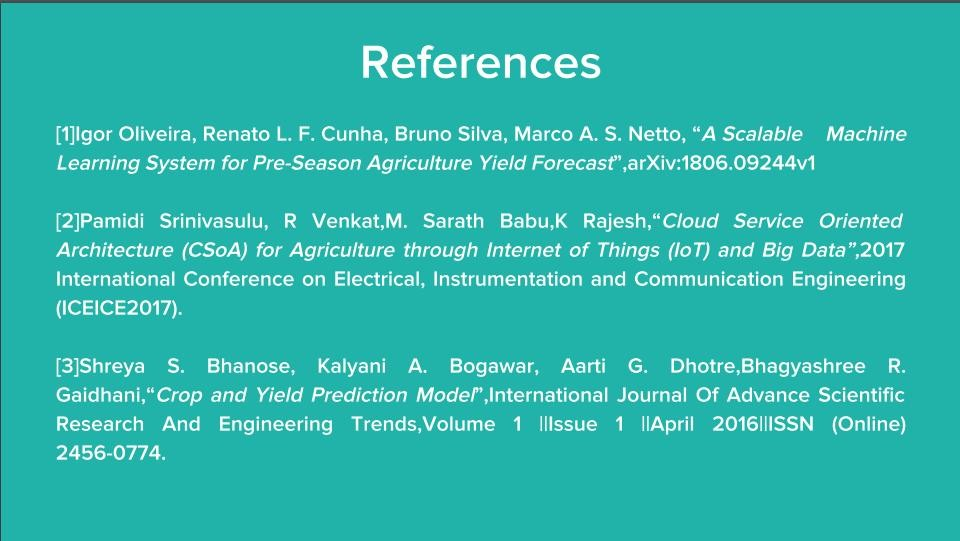 References
[1]Igor Oliveira, Renato L. F. Cunha, Bruno Silva, Marco A. S. Netto, “A Scalable Machine
Learning System for Pre-Season Agriculture Yield Forecast”,arXiv:1806.09244v1
[2]Pamidi Srinivasulu, R Venkat,M. Sarath Babu,K Rajesh,“Cloud Service Oriented
Architecture (CSoA) for Agriculture through Internet of Things (IoT) and Big Data”,2017
International Conference on Electrical, Instrumentation and Communication Engineering
(ICEICE2017).
[3]Shreya S. Bhanose, Kalyani A. Bogawar, Aarti G. Dhotre,Bhagyashree R.
Gaidhani,“Crop and Yield Prediction Model”,International Journal Of Advance Scientific
Research And Engineering Trends,Volume 1 ||Issue 1 ||April 2016||ISSN (Online)
2456-0774.